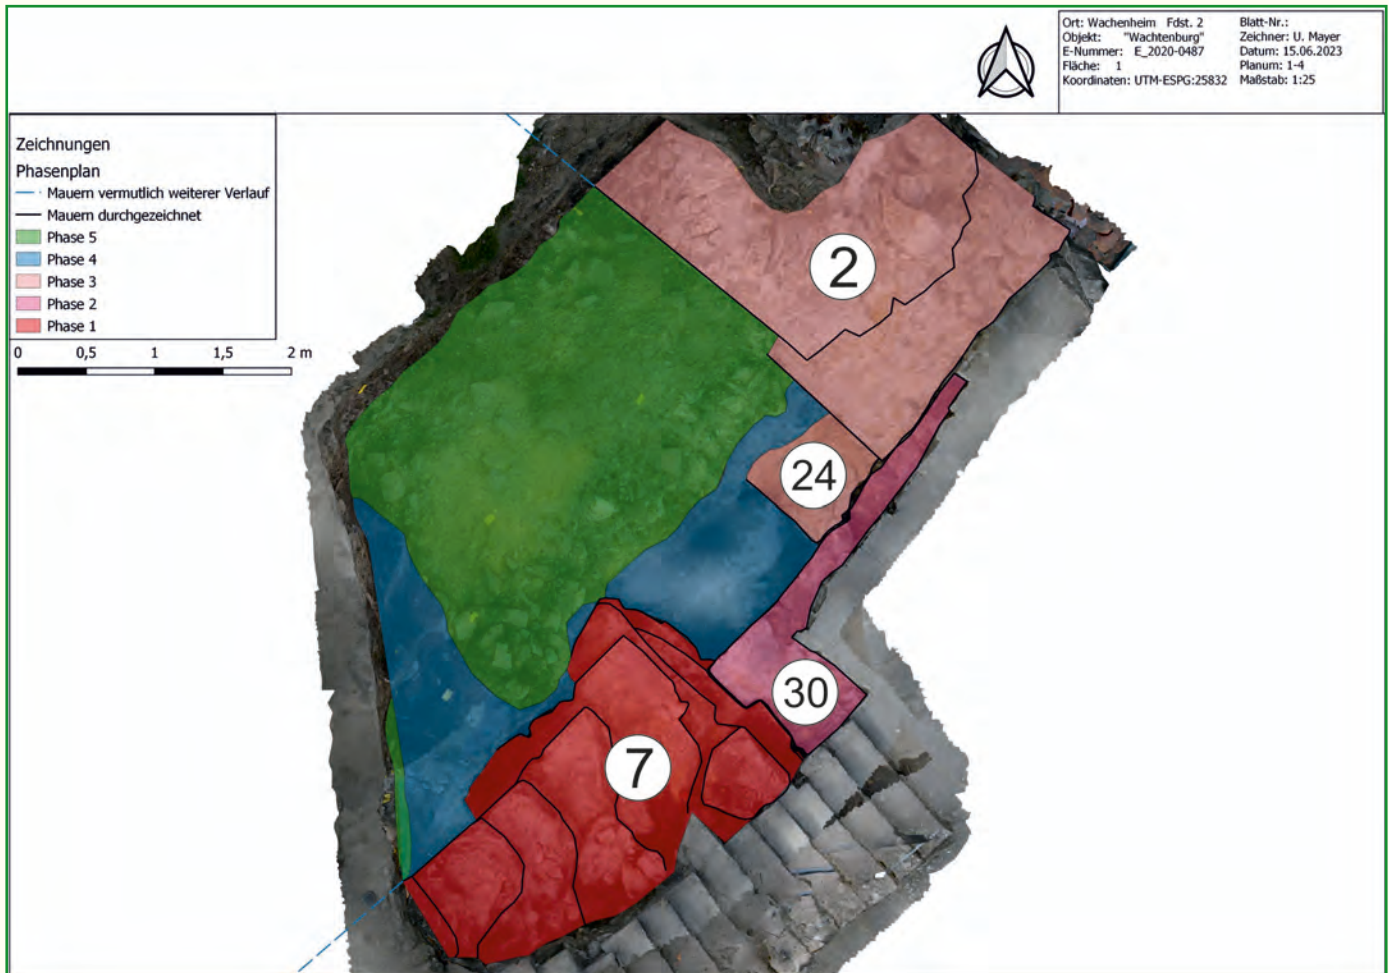 Ort: Wachenheim Fdst. 2
Objekt: "Wachtenburg"
E-Nummer: E_2020-0487
Fläche: 1
Koordinaten: UTM-ESPG:25832
Blatt-Nr.:
Zeichner: U. Mayer
Datum: 15.06.2023
Planum: 1-4
Maßstab: 1:25
Zeichnungen
Phasenplan
Mauern vermutlich weiterer Verlauf
Mauern durchgezeichnet
Phase 5
Phase 4
Phase 3
Phase 2
Phase 1
0 0,5 1 1,5 2 m
2
24
30
7